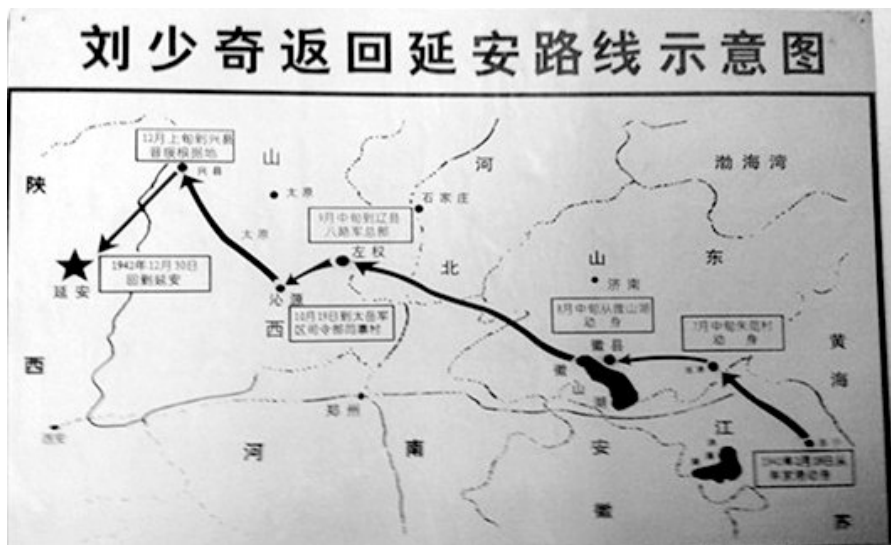 刘少奇返回延安路线示意图
12月上旬到兴县
晋绥根据地
兴县
陕
山
河
渤海湾
太原
石家庄
9月中旬到辽县
八路军总部
太原
左权
山
东
北
1942年12月30日
回到延安
延安
沁源
济南
10月19日到太岳军
区司令部阎寨村
西
8月中旬从微山湖
动身
7月中旬朱范村
动身
西
徽县
徽
山
湖
黄
海
郑州
西安
河
南
安
徽
江
苏